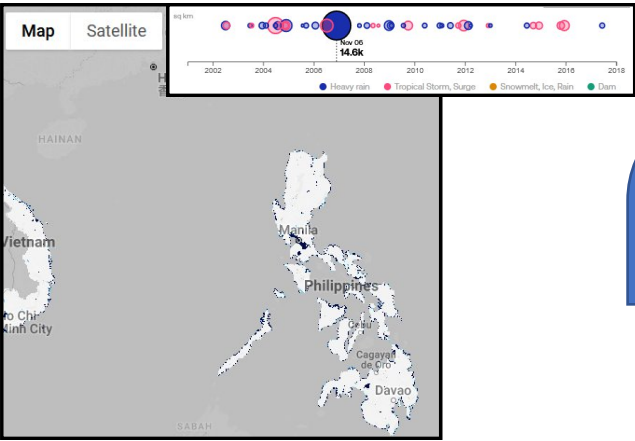 Map
Satellite
sq km
Nov 06
14.6k
2002
2004
2006
2008
2010
2012
2014
2016
2018
Heavy rain
Tropical Storm, Surge
Snowmelt, Ice, Rain
Dam
HAINAN
Manila
Vietnam
Philippines
Ho Chi
Minh City
Cebu
Cagayan
de Oro
Davao
SABAH